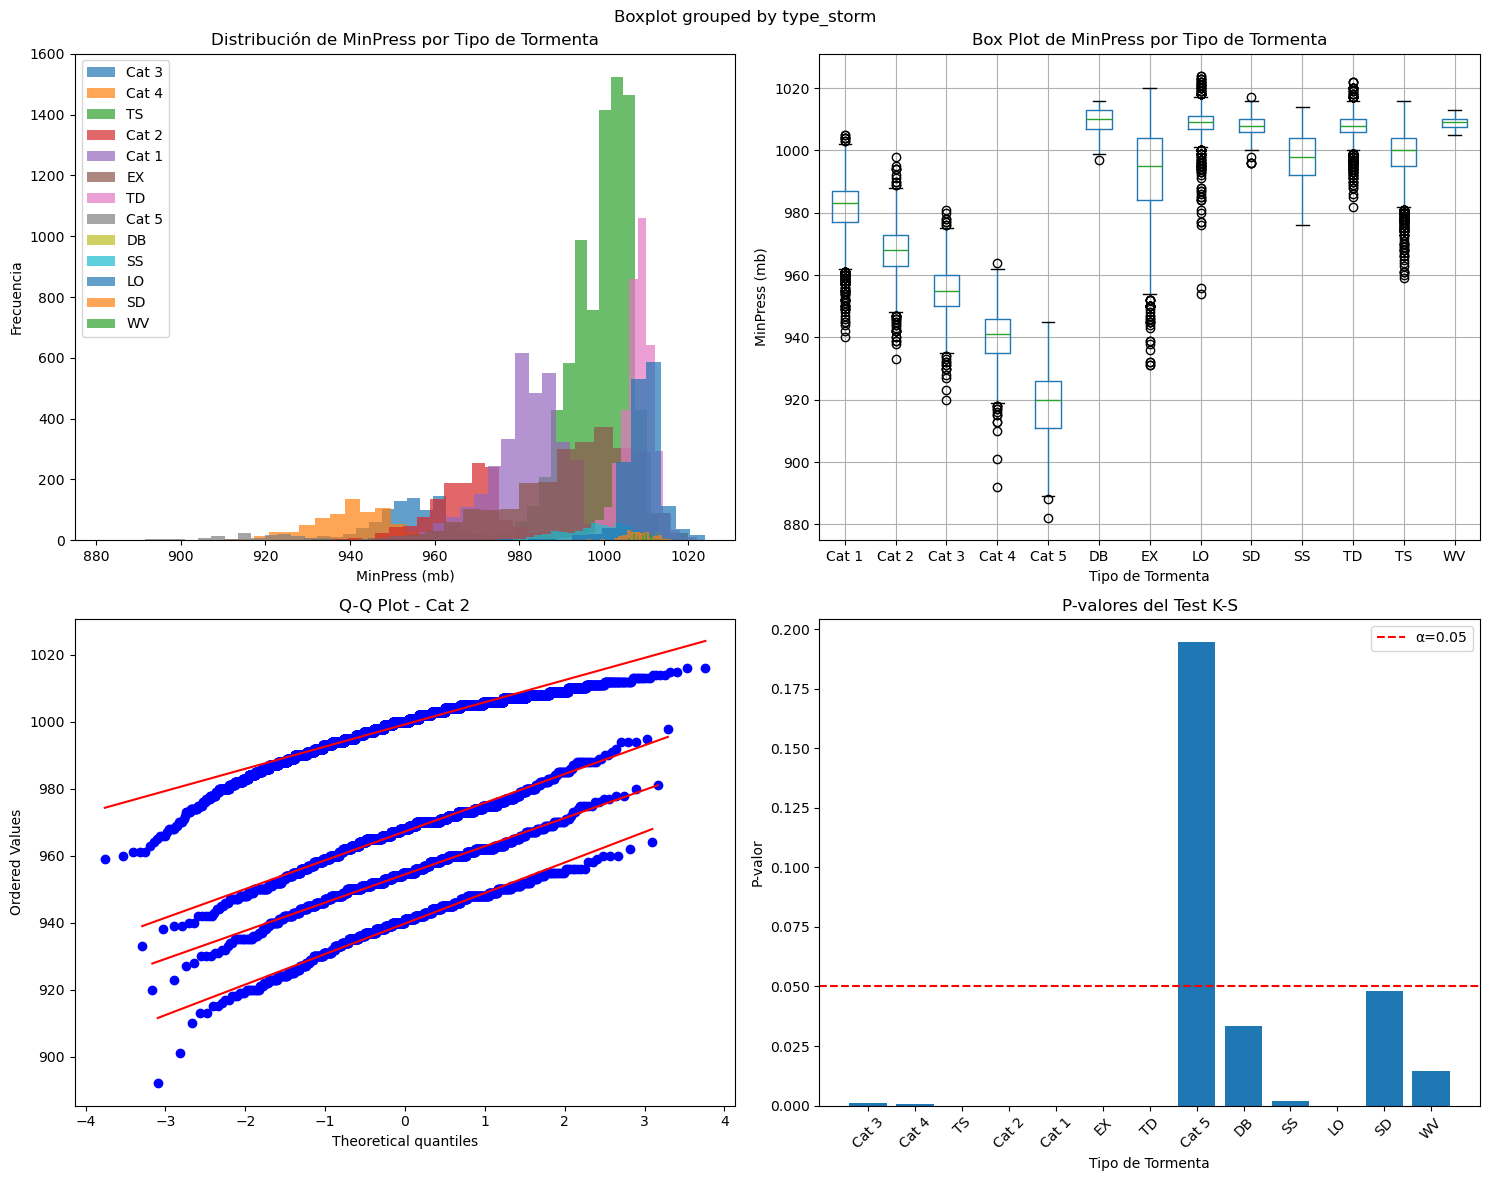 Boxplot grouped by type_storm
Distribución de MinPress por Tipo de Tormenta
1600
1400
1200
1000
800
600
400
200
0
Frecuencia
Cat 3
Cat 4
TS
Cat 2
Cat 1
EX
TD
Cat 5
DB
SS
LO
SD
WV
880 900 920 940 960 980 1000 1020
MinPress (mb)
Box Plot de MinPress por Tipo de Tormenta
1020
1000
980
960
940
920
900
880
MinPress (mb)
Cat 1 Cat 2 Cat 3 Cat 4 Cat 5 DB EX LO SD SS TD TS WV
Tipo de Tormenta
Q-Q Plot - Cat 2
1020
1000
980
960
940
920
900
Ordered Values
−4 −3 −2 −1 0 1 2 3 4
Theoretical quantiles
P-valores del Test K-S
0.200
0.175
0.150
0.125
0.100
0.075
0.050
0.025
0.000
P-valor
α=0.05
Cat 3 Cat 4 TS Cat 2 Cat 1 EX TD Cat 5 DB SS LO SD WV
Tipo de Tormenta